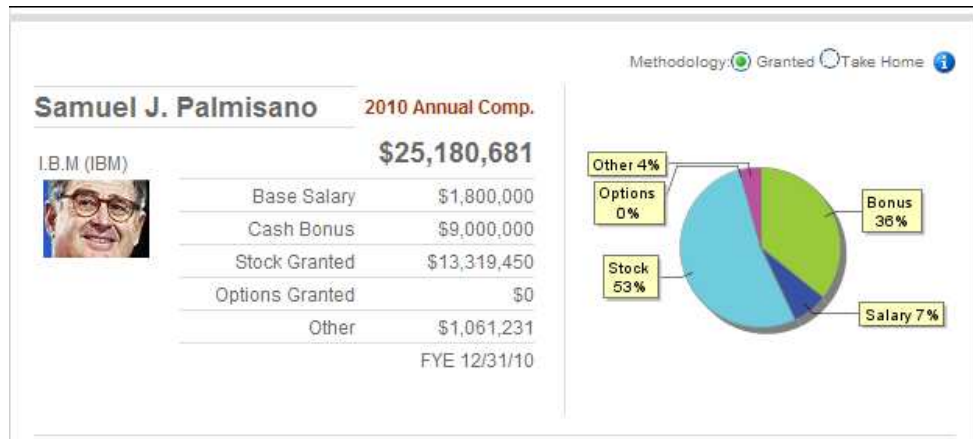 Methodology: Granted Take Home
Samuel J. Palmisano 2010 Annual Comp.
I.B.M (IBM) $25,180,681
Base Salary $1,800,000
Cash Bonus $9,000,000
Stock Granted $13,319,450
Options Granted $0
Other $1,061,231
FYE 12/31/10
Other 4%
Options
0%
Stock
53%
Bonus
36%
Salary 7%